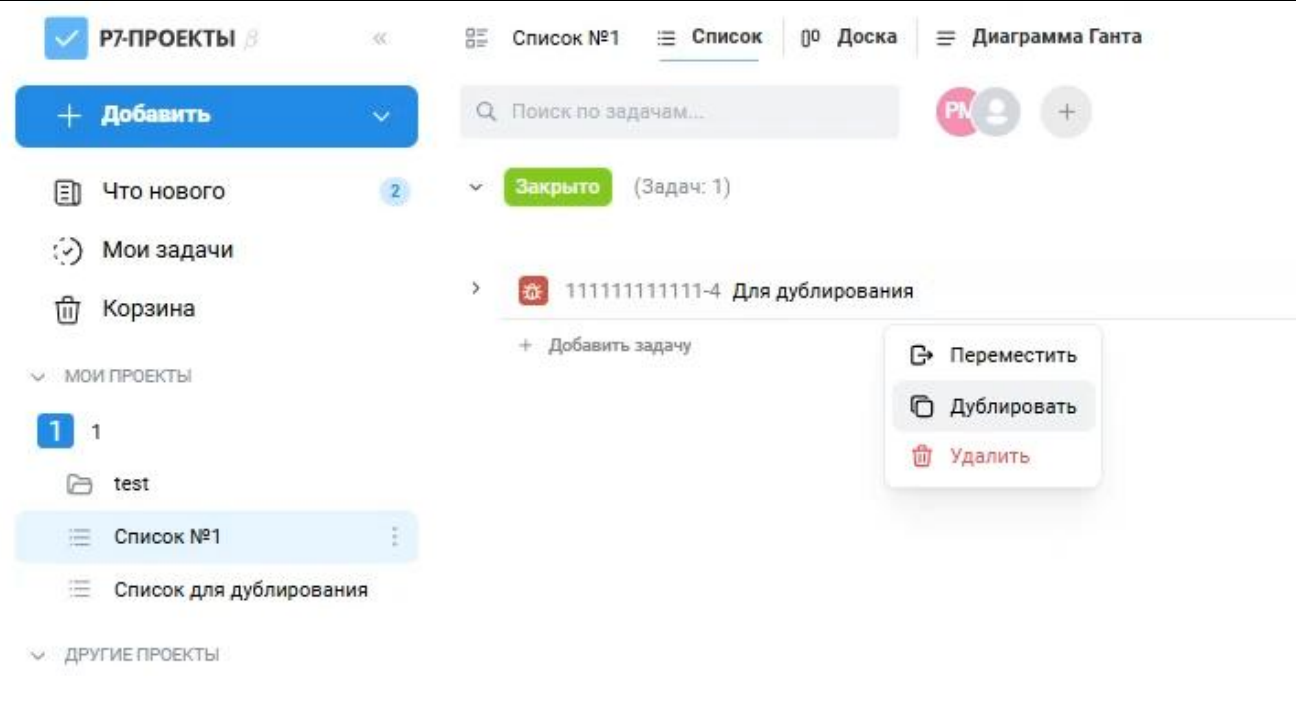 Р7-ПРОЕКТЫ β
Добавить
Что нового 2
Мои задачи
Корзина
МОИ ПРОЕКТЫ
1 1
test
Список №1
Список для дублирования
ДРУГИЕ ПРОЕКТЫ
Список №1 Список Доска Диаграмма Ганта
Поиск по задачам... PM
Закрыто (Задач: 1)
111111111111-4 Для дублирования
+ Добавить задачу
Переместить
Дублировать
Удалить